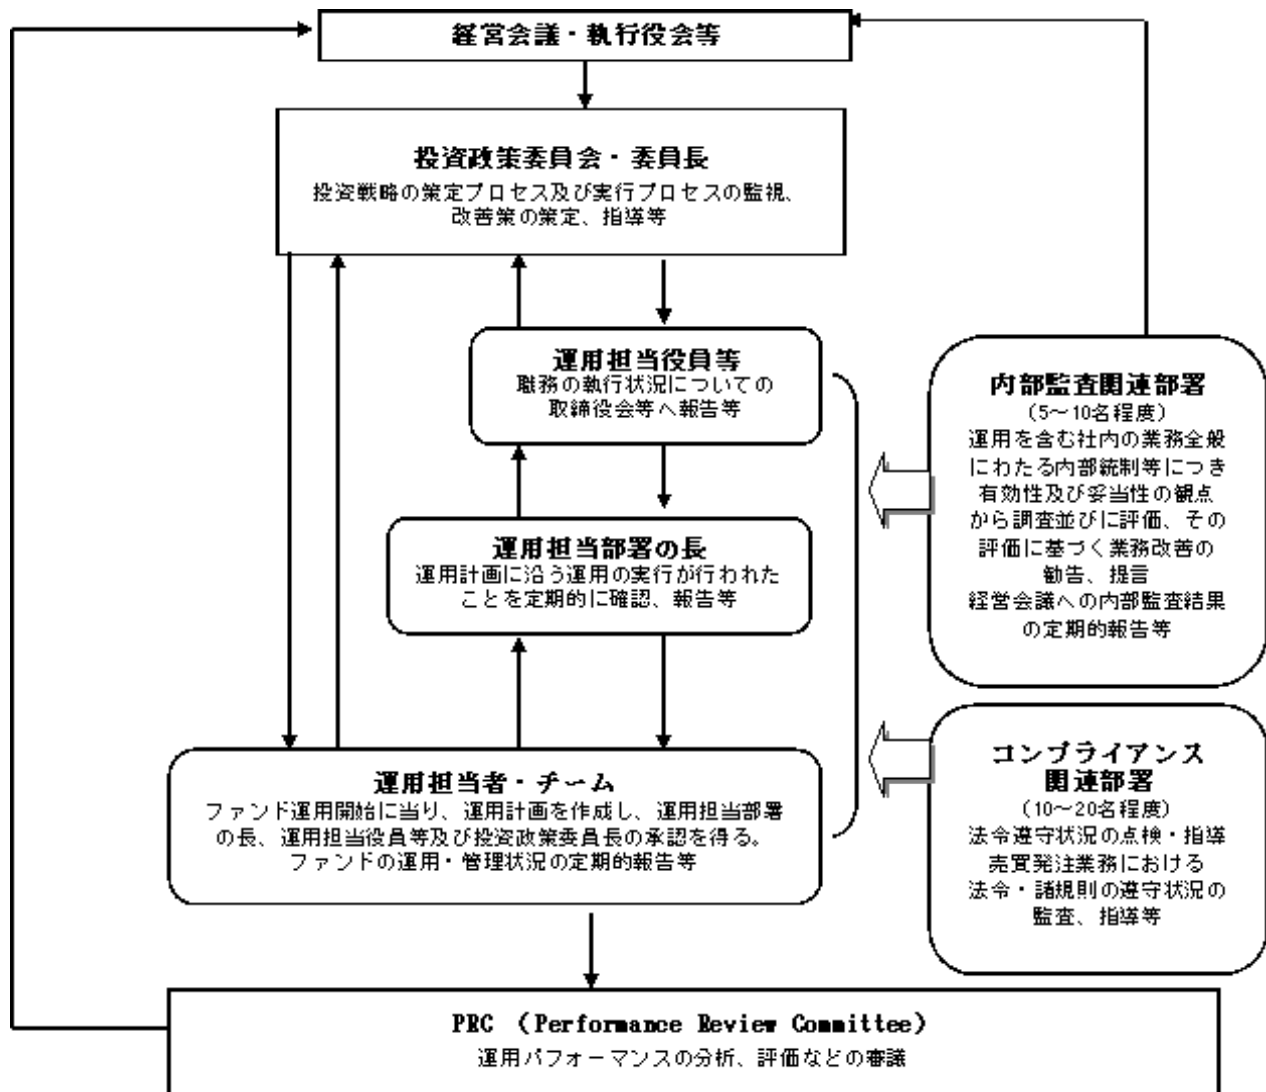 経営会議・執行役会等
投資政策委員会・委員長
投資戦略の策定プロセス及び実行プロセスの監視、
改善策の策定、指導等
運用担当役員等
職務の執行状況についての
取締役会等へ報告等
運用担当部署の長
運用計画に沿う運用の実行が行われた
ことを定期的に確認、報告等
運用担当者・チーム
ファンド運用開始に当り、運用計画を作成し、運用担当部署
の長、運用担当役員等及び投資政策委員長の承認を得る。
ファンドの運用・管理状況の定期的報告等
内部監査関連部署
（5〜10名程度）
運用を含む社内の業務全般
にわたる内部統制等につき
有効性及び妥当性の観点
から調査並びに評価、その
評価に基づく業務改善の
勧告、提言
経営会議への内部監査結果
の定期的報告等
コンプライアンス
関連部署
(10〜20名程度)
法令遵守状況の点検・指導
売買発注業務における
法令・諸規則の遵守状況の
監査、指導等
PRC （Performance Review Committee）
運用パフォーマンスの分析、評価などの審議